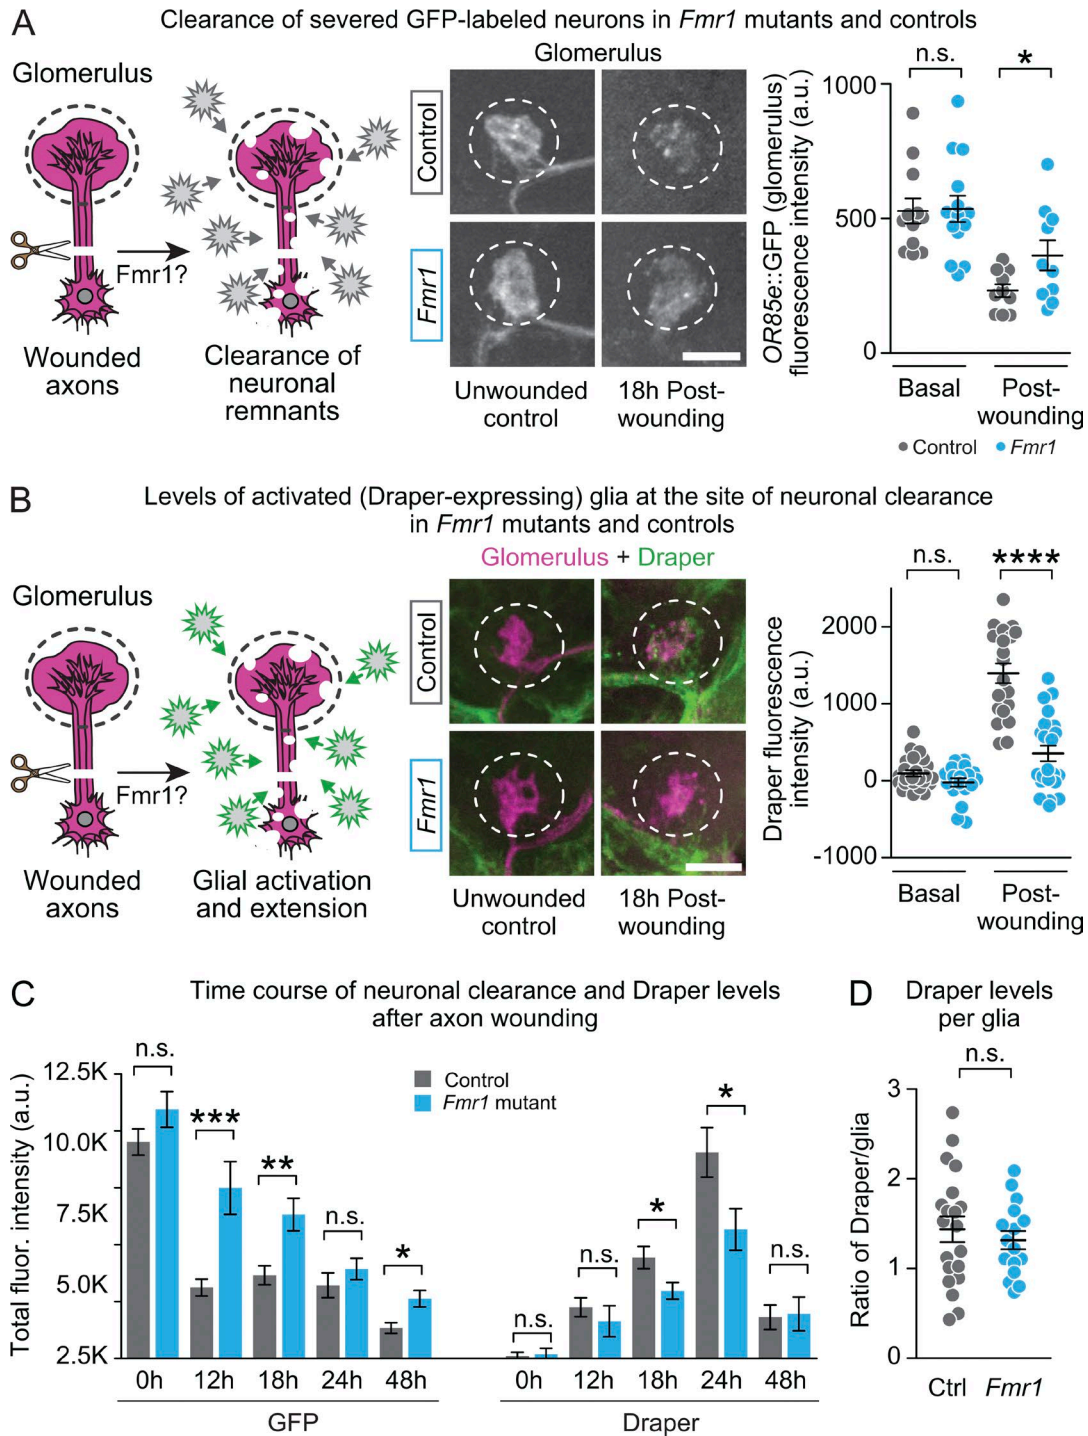 A
Clearance of severed GFP-labeled neurons in Fmr1 mutants and controls
Glomerulus
Fmr1?
Wounded
axons
Clearance of
neuronal
remnants
Glomerulus
Control
Fmr1
Unwounded
control
18h Post-
wounding
OR85e::GFP (glomerulus)
fluorescence intensity (a.u.)
n.s.
*
1000
500
0
Basal
Post-
wounding
Control
Fmr1
B
Levels of activated (Draper-expressing) glia at the site of neuronal clearance
in Fmr1 mutants and controls
Glomerulus
Fmr1?
Wounded
axons
Glial activation
and extension
Glomerulus + Draper
Control
Fmr1
Unwounded
control
18h Post-
wounding
Draper fluorescence
intensity (a.u.)
n.s.
****
2000
1000
0
-1000
Basal
Post-
wounding
C
Time course of neuronal clearance and Draper levels
after axon wounding
Total fluor. intensity (a.u.)
12.5K
10.0K
7.5K
5.0K
2.5K
n.s.
***
**
n.s.
*
Control
Fmr1 mutant
n.s.
n.s.
*
*
n.s.
0h 12h 18h 24h 48h
GFP
0h 12h 18h 24h 48h
Draper
D
Draper levels
per glia
n.s.
Ratio of Draper/glia
3
2
1
0
Ctrl Fmr1